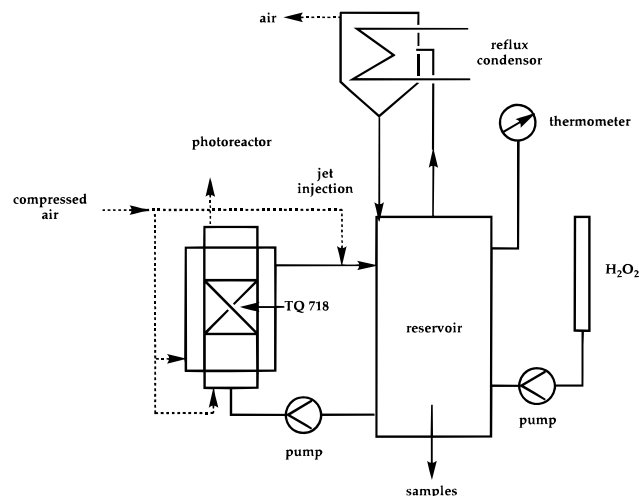 air
reflux
condensor
thermometer
photoreactor
jet
injection
compressed
air
H₂O₂
TQ 718
reservoir
pump
pump
samples